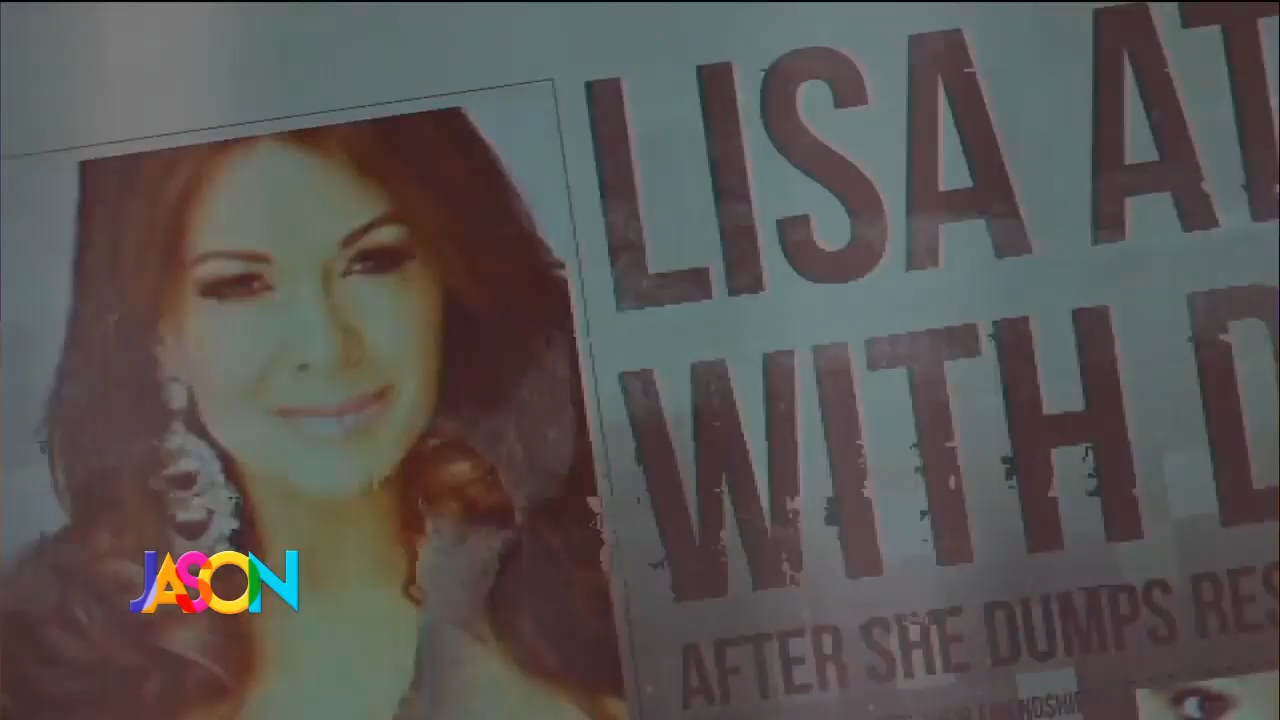 LISA AT
WITH D
AFTER SHE DUMPS RES
JASON